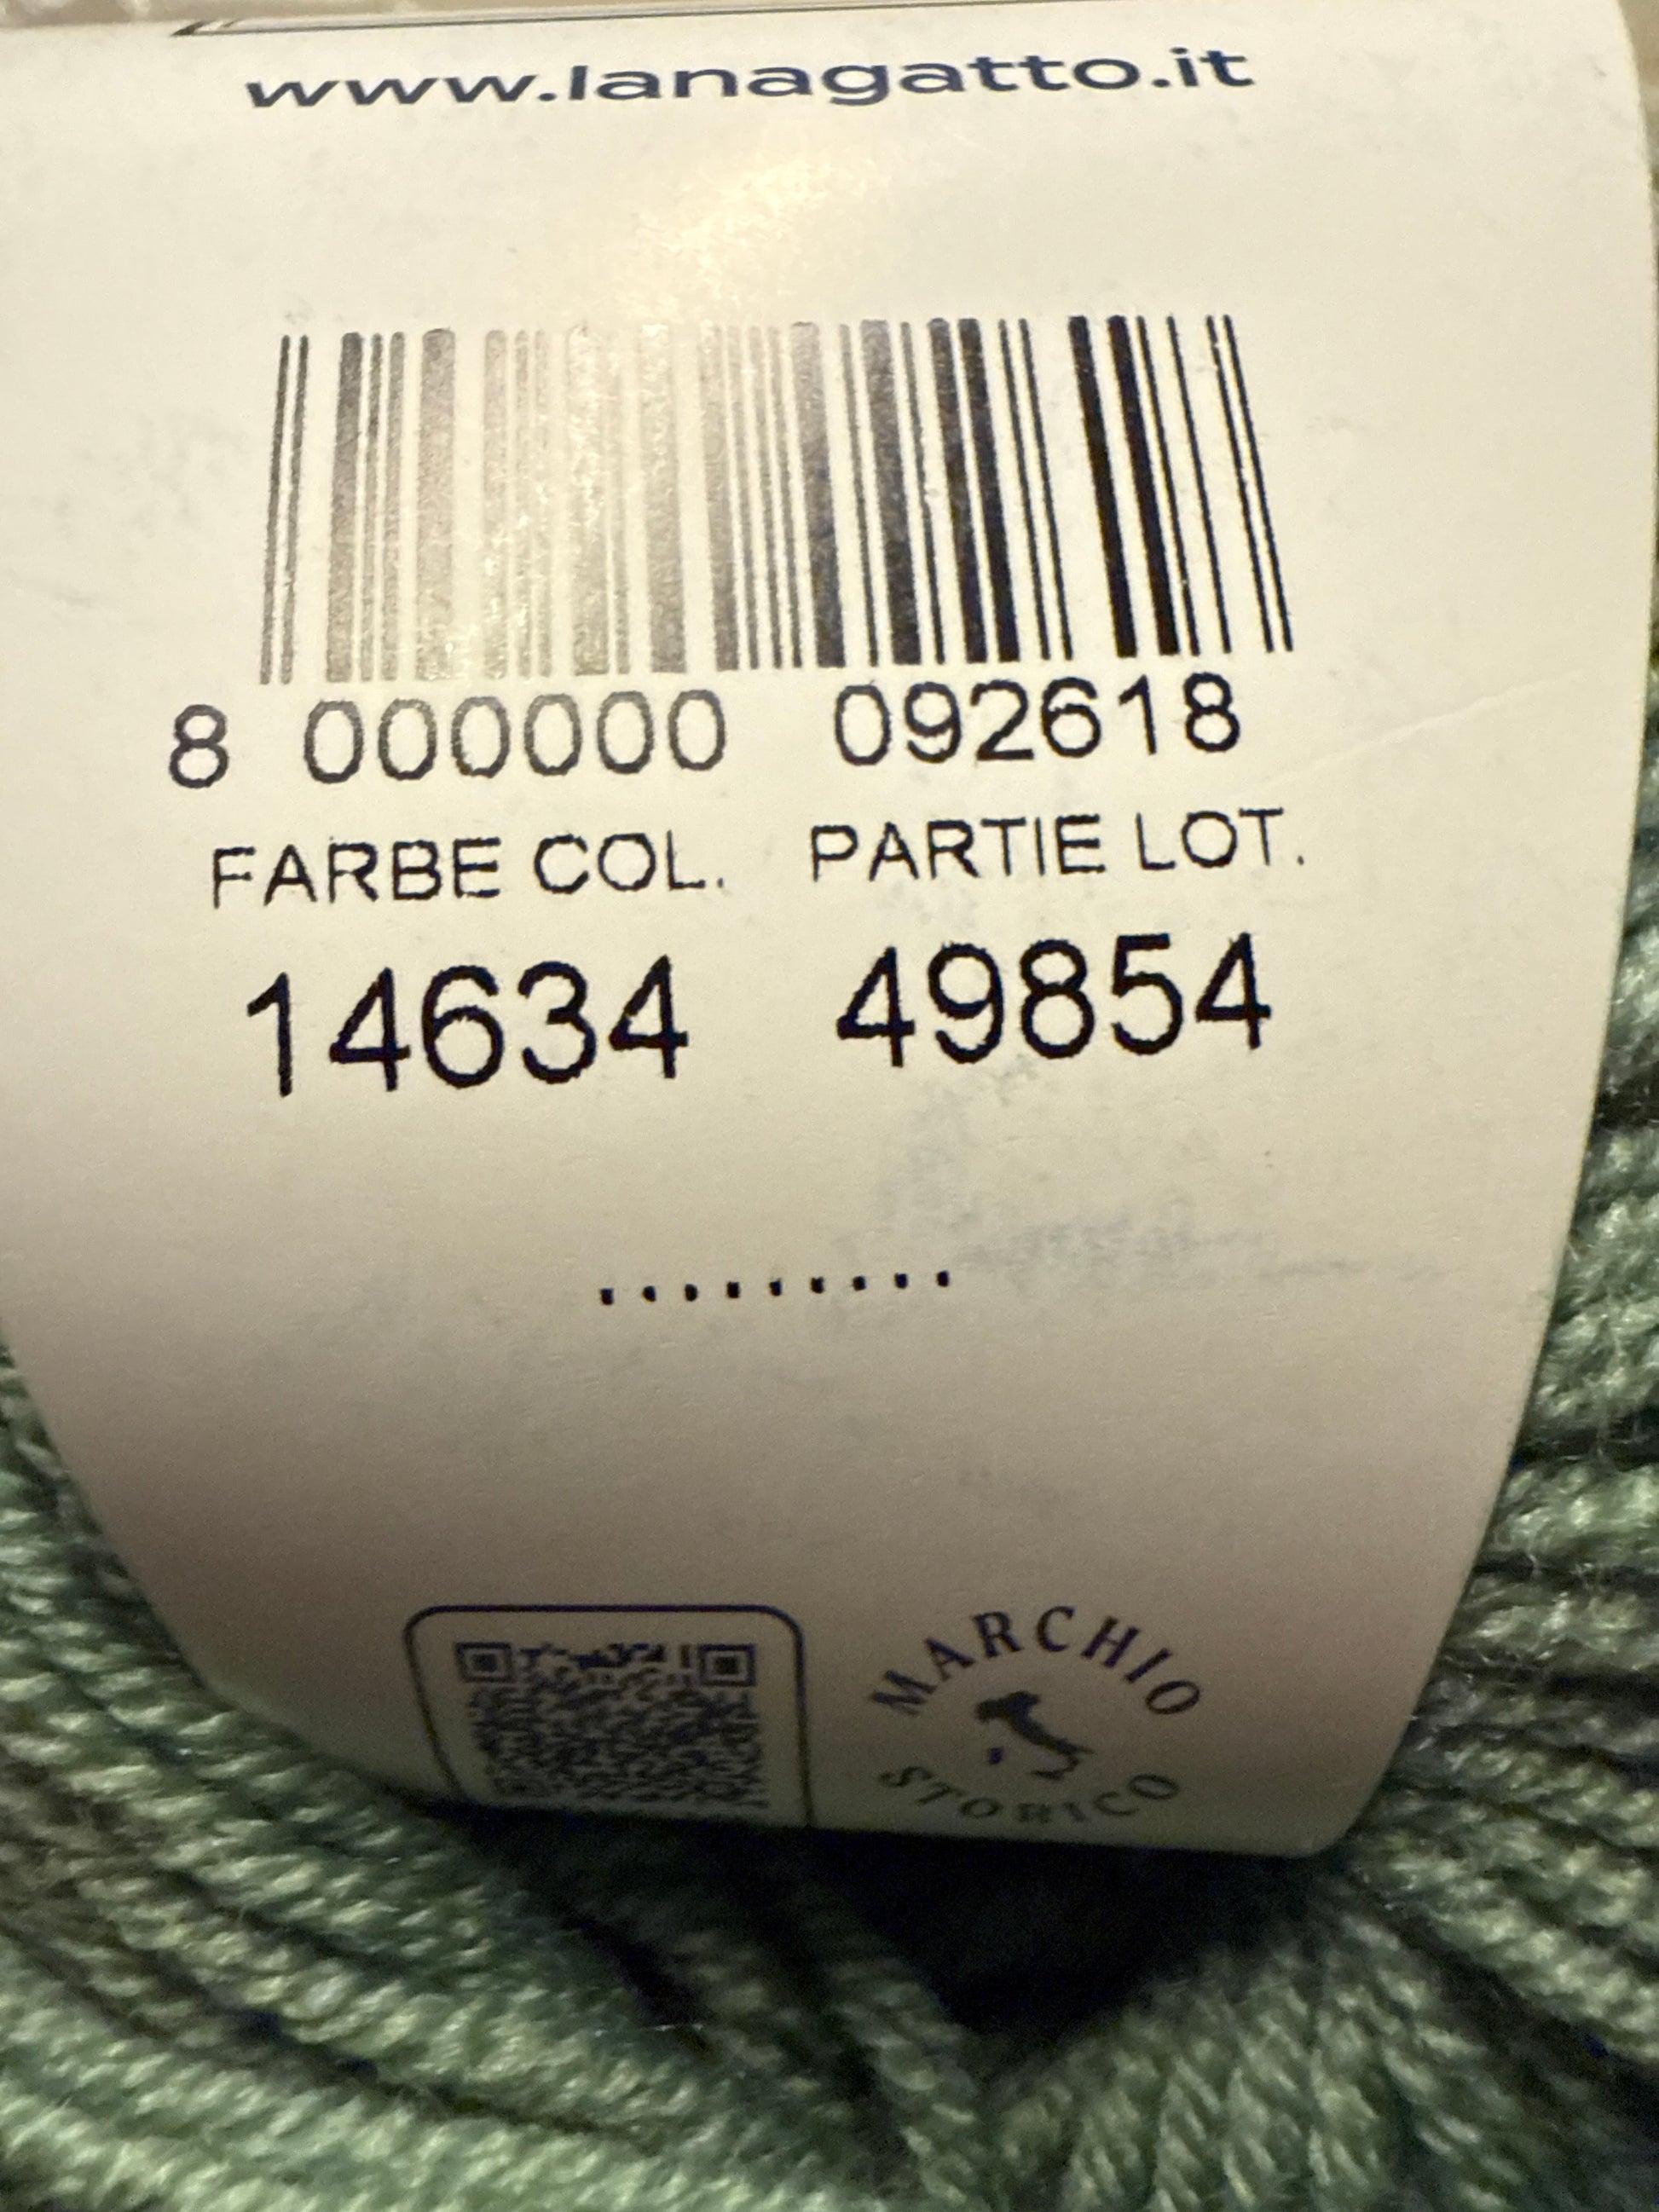 www.lanagatto.it
8 000000 092618
FARBE COL. PARTIE LOT.
14634 49854
.........
MARCHIO
STORICO